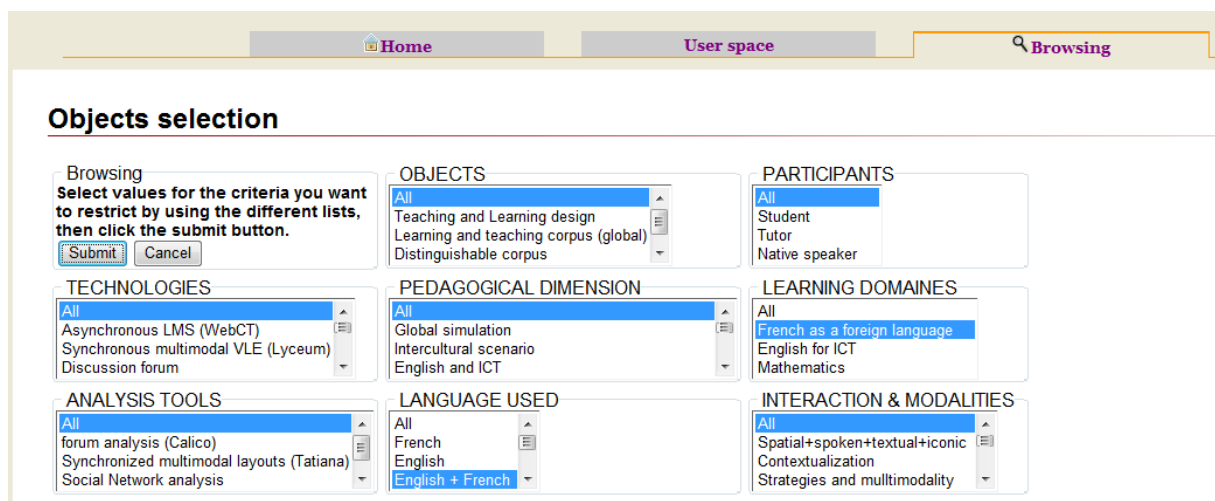 Home
User space
Browsing
Objects selection
Browsing
Select values for the criteria you want
to restrict by using the different lists,
then click the submit button.
Submit
Cancel
OBJECTS
All
Teaching and Learning design
Learning and teaching corpus (global)
Distinguishable corpus
PARTICIPANTS
All
Student
Tutor
Native speaker
TECHNOLOGIES
All
Asynchronous LMS (WebCT)
Synchronous multimodal VLE (Lyceum)
Discussion forum
PEDAGOGICAL DIMENSION
All
Global simulation
Intercultural scenario
English and ICT
LEARNING DOMAINES
All
French as a foreign language
English for ICT
Mathematics
ANALYSIS TOOLS
All
forum analysis (Calico)
Synchronized multimodal layouts (Tatiana)
Social Network analysis
LANGUAGE USED
All
French
English
English + French
INTERACTION & MODALITIES
All
Spatial+spoken+textual+iconic
Contextualization
Strategies and mulltimodality